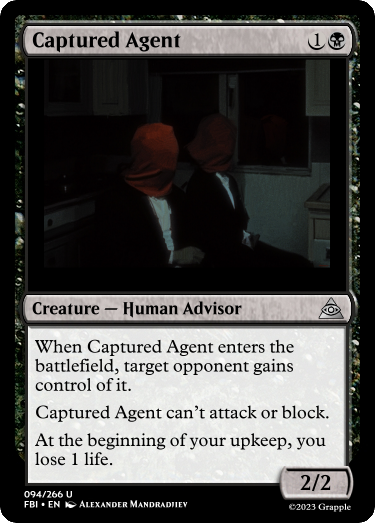 Captured Agent 1
Creature — Human Advisor
When Captured Agent enters the
battlefield, target opponent gains
control of it.
Captured Agent can't attack or block.
At the beginning of your upkeep, you
lose 1 life.
2/2
094/266 U
FBI • EN Alexander Mandradjiev
©2023 Grapple